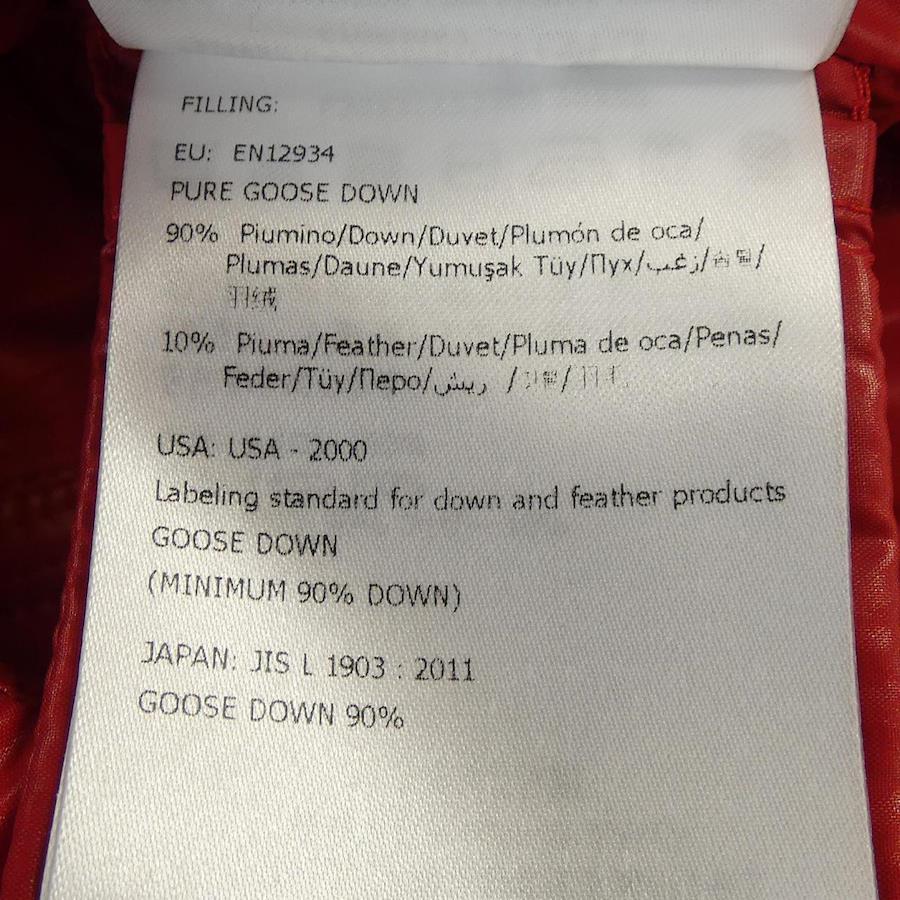 FILLING:
EU: EN12934
PURE GOOSE DOWN
90% Piumino/Down/Duvet/Plumón de oca/
Plumas/Daune/Yumuşak Tüy/Пух/زغب/
羽绒
10% Piuma/Feather/Duvet/Pluma de oca/Penas/
Feder/Tüy/Перо/ريش /
USA: USA - 2000
Labeling standard for down and feather products
GOOSE DOWN
(MINIMUM 90% DOWN)
JAPAN: JIS L 1903 : 2011
GOOSE DOWN 90%